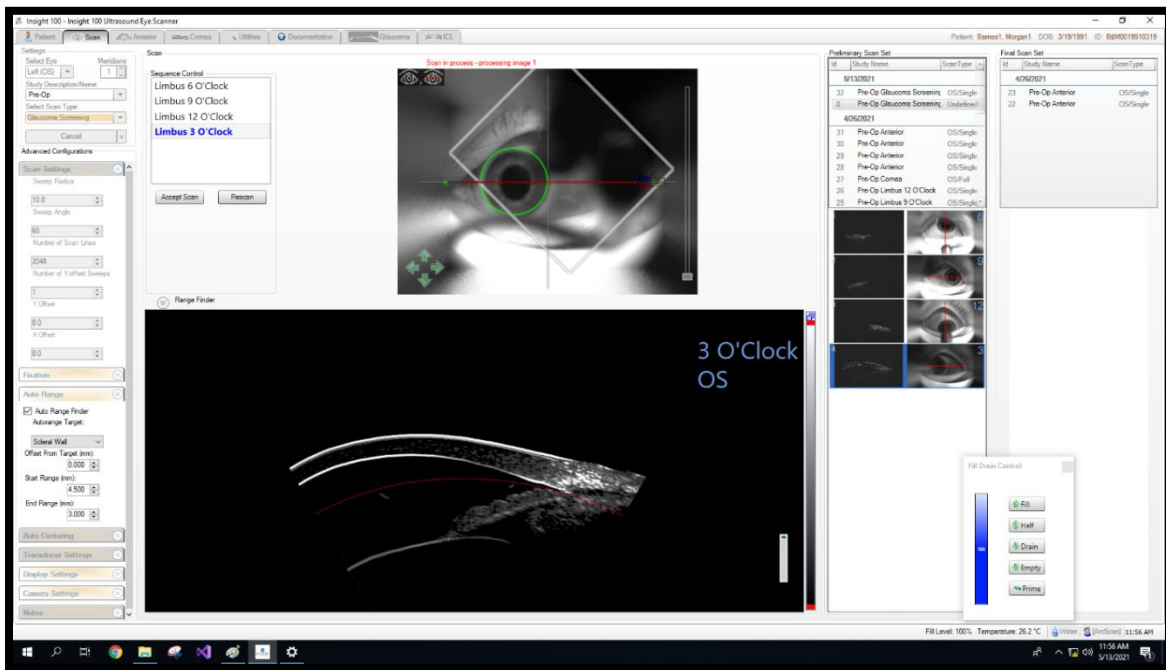 Insight 100 - Insight 100 Ultrasound Eye Scanner
Patient Scan Anterior Cornea Utilities Documentation Glaucoma ICL
Patient: Barnes1, Morgan1 DOB: 3/19/1991 ID: B$M0019910319
Settings
Select Eye Meridians
Left (OS) 1
Study Description/Name
Pre-Op
Select Scan Type
Glaucoma Screening
Cancel
Advanced Configurations
Scan Settings
Sweep Radius
10.0
Sweep Angle
60
Number of Scan Lines
2048
Number of Y-offset Sweeps
1
Y Offset
0.0
X Offset
0.0
Fixation
Auto Range
Auto Range Finder
Autorange Target:
Scleral Wall
Offset From Target (mm):
0.000
Start Range (mm):
4.500
End Range (mm):
3.000
Auto Centering
Transducer Settings
Display Settings
Camera Settings
Notes
Scan
Sequence Control
Limbus 6 O'Clock
Limbus 9 O'Clock
Limbus 12 O'Clock
Limbus 3 O'Clock
Accept Scan Rescan
Scan in process - processing image 1
Range Finder
3 O'Clock
OS
Preliminary Scan Set
Id Study Name ScanType
5/13/2021
32 Pre-Op Glaucoma Screening OS/Single
0 Pre-Op Glaucoma Screening Undefined
4/26/2021
31 Pre-Op Anterior OS/Single
30 Pre-Op Anterior OS/Single
29 Pre-Op Anterior OS/Single
28 Pre-Op Anterior OS/Single
27 Pre-Op Cornea OS/Full
26 Pre-Op Limbus 12 O'Clock OS/Single
25 Pre-Op Limbus 9 O'Clock OS/Single
6
9
12
3
Final Scan Set
Id Study Name ScanType
4/26/2021
23 Pre-Op Anterior OS/Single
22 Pre-Op Anterior OS/Single
Fill Drain Control
Fill
Half
Drain
Empty
Prime
Fill Level: 100% Temperature: 26.2 °C Water [ArcScan] 11:56 AM
11:56 AM
5/13/2021